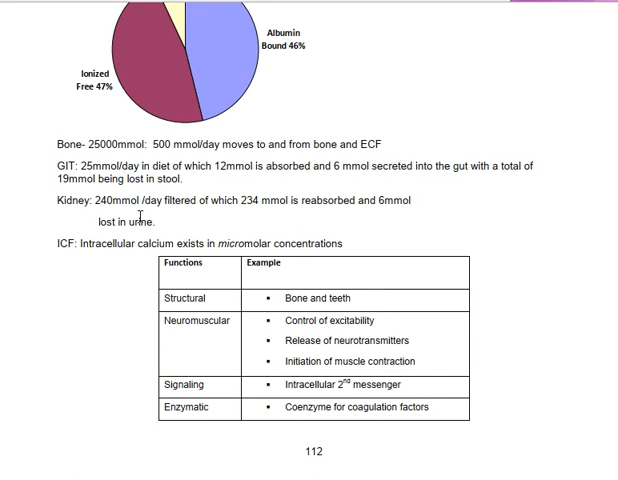 Albumin
Bound 46%
Ionized
Free 47%
Bone- 25000mmol:  500 mmol/day moves to and from bone and ECF
GIT: 25mmol/day in diet of which 12mmol is absorbed and 6 mmol secreted into the gut with a total of
19mmol being lost in stool.
Kidney: 240mmol /day filtered of which 234 mmol is reabsorbed and 6mmol
lost in urine.
ICF: Intracellular calcium exists in micromolar concentrations
Functions Example
Structural ▪ Bone and teeth
Neuromuscular ▪ Control of excitability
▪ Release of neurotransmitters
▪ Initiation of muscle contraction
Signaling ▪ Intracellular 2nd messenger
Enzymatic ▪ Coenzyme for coagulation factors
112